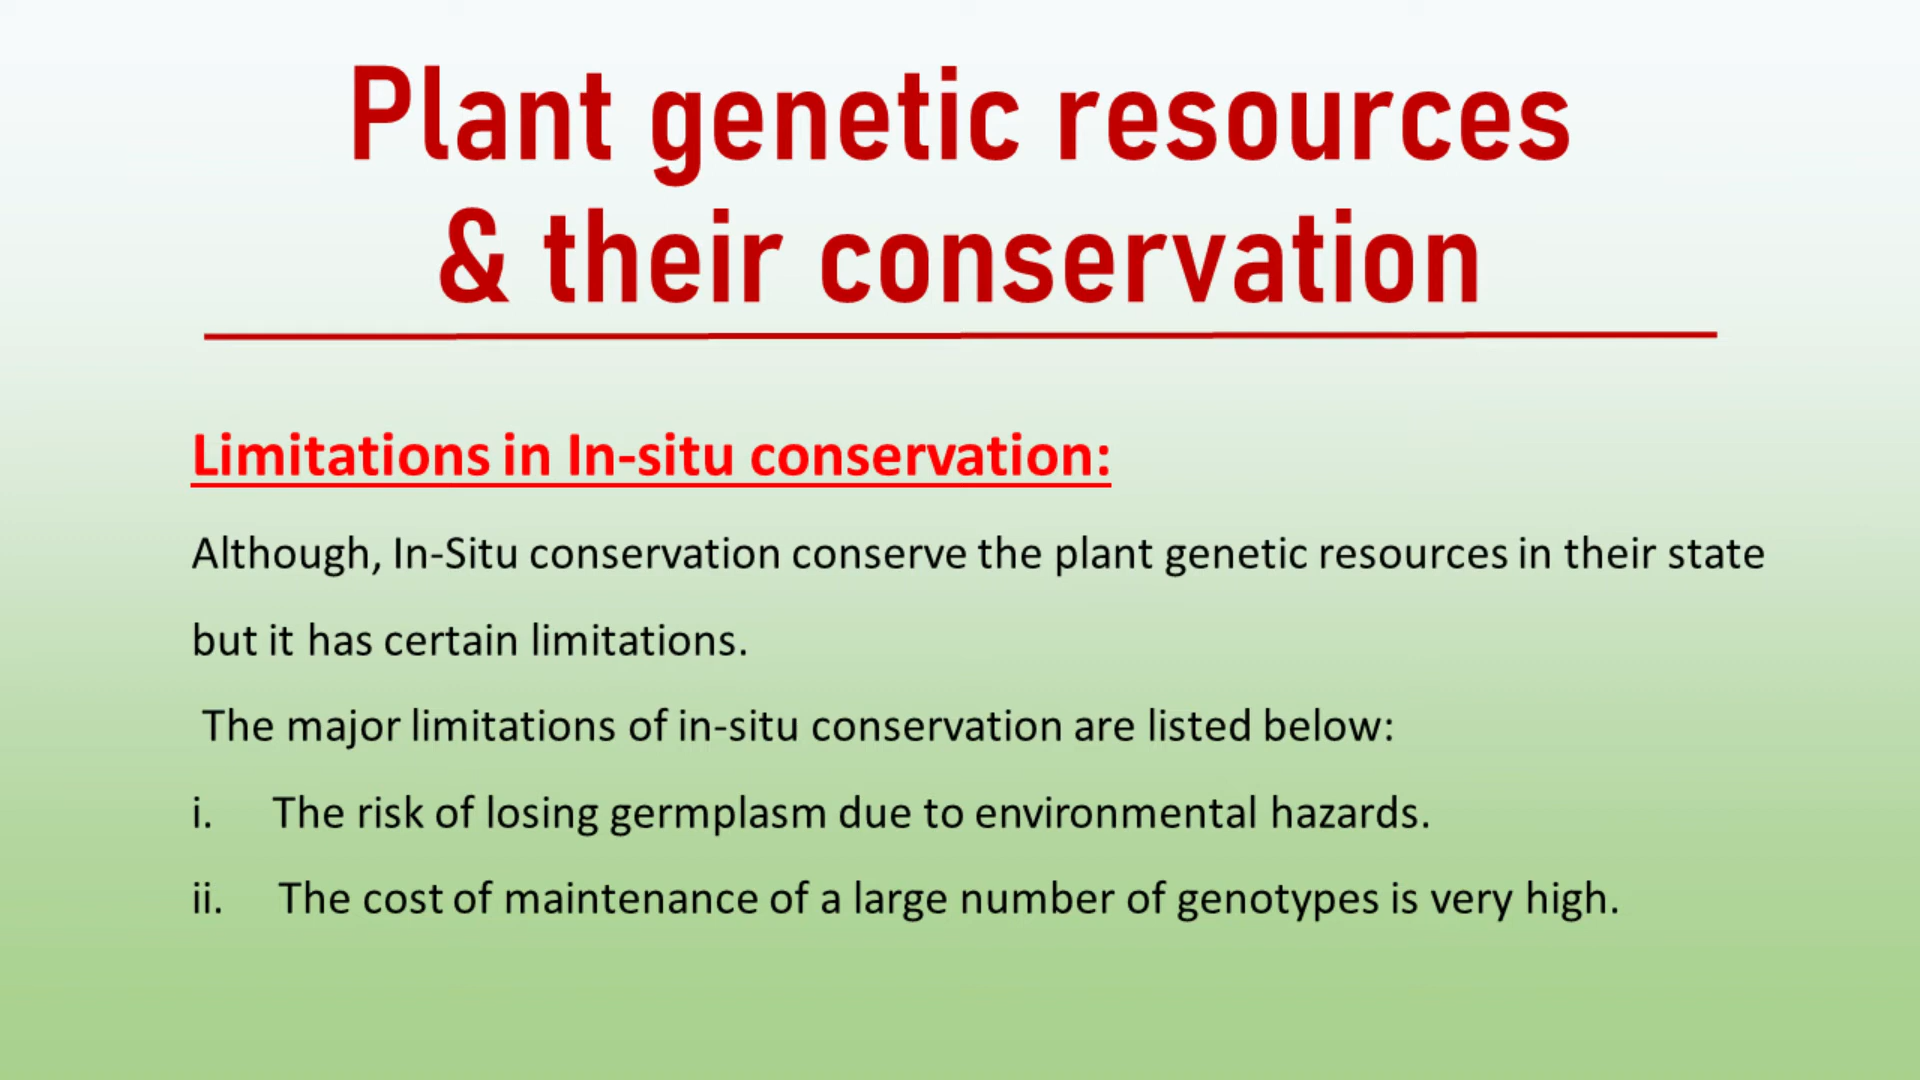 Plant genetic resources
& their conservation
Limitations in In-situ conservation:
Although, In-Situ conservation conserve the plant genetic resources in their state
but it has certain limitations.
The major limitations of in-situ conservation are listed below:
i. The risk of losing germplasm due to environmental hazards.
ii. The cost of maintenance of a large number of genotypes is very high.